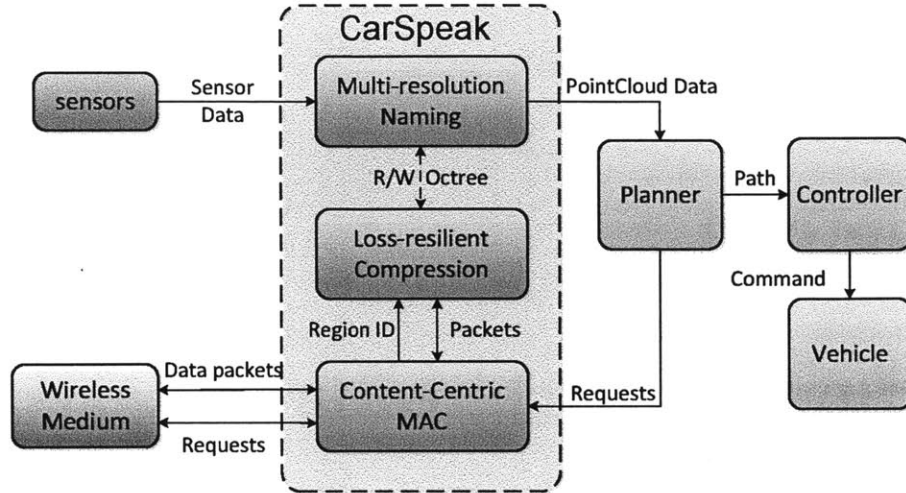 CarSpeak
sensors
Sensor
Data
Multi-resolution
Naming
PointCloud Data
R/W Octree
Planner
Path
Controller
Loss-resilient
Compression
Command
Region ID
Packets
Vehicle
Wireless
Medium
Data packets
Requests
Content-Centric
MAC
Requests